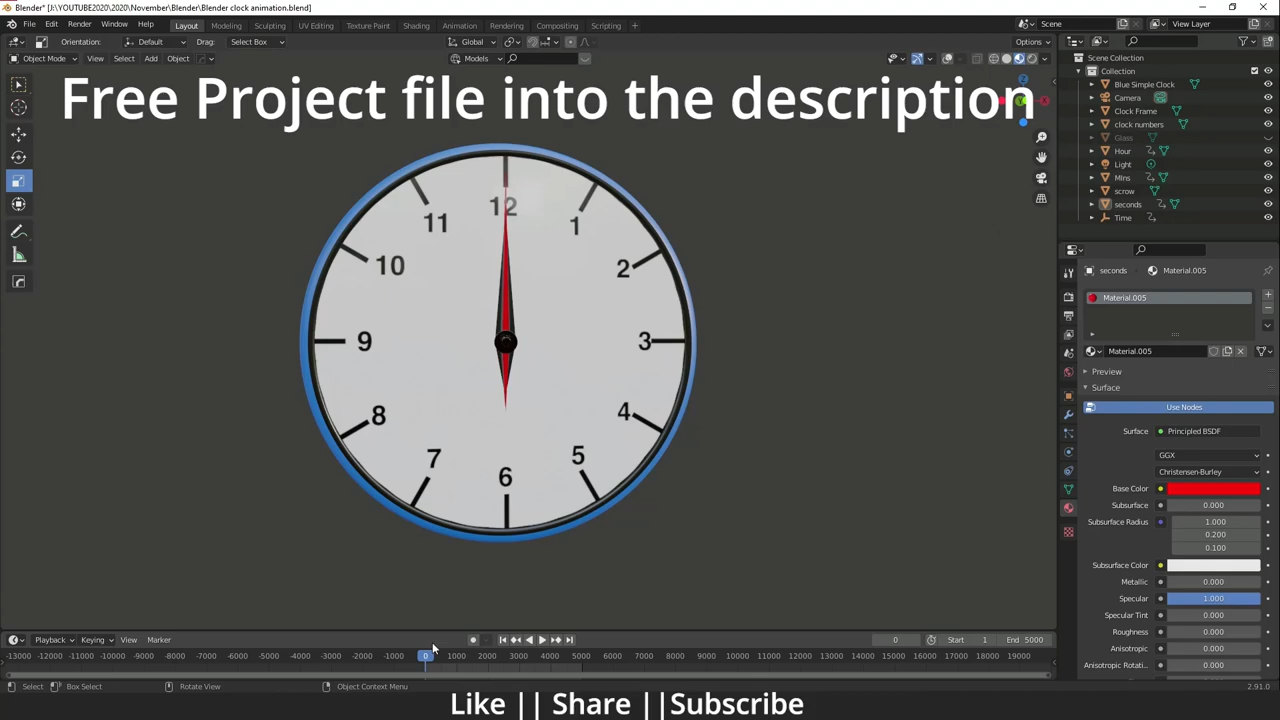 Blender* [J:\YOUTUBE2020\2020\November\Blender\Blender clock animation.blend]
File Edit Render Window Help Layout Modeling Sculpting UV Editing Texture Paint Shading Animation Rendering Compositing Scripting + Scene View Layer
Orientation: Default Drag: Select Box Global Options
Object Mode View Select Add Object Models
Free Project file into the description
Scene Collection
Collection
Blue Simple Clock
Camera
Clock Frame
clock numbers
Glass
Hour
Light
MIns
scrow
seconds
Time
12
11 1
10 2
9 3
8 4
7 5
6
seconds Material.005
Material.005
Material.005
Preview
Surface
Use Nodes
Surface Principled BSDF
GGX
Christensen-Burley
Base Color
Subsurface 0.000
Subsurface Radius 1.000
0.200
0.100
Subsurface Color
Metallic 0.000
Specular 1.000
Specular Tint 0.000
Roughness 0.000
Anisotropic 0.000
Anisotropic Rotati... 0.000
Playback Keying View Marker 0 Start 1 End 5000
-13000 -12000 -11000 -10000 -9000 -8000 -7000 -6000 -5000 -4000 -3000 -2000 -1000 0 1000 2000 3000 4000 5000 6000 7000 8000 9000 10000 11000 12000 13000 14000 15000 16000 17000 18000 19000
Select Box Select Rotate View Object Context Menu 2.91.0
Like || Share ||Subscribe